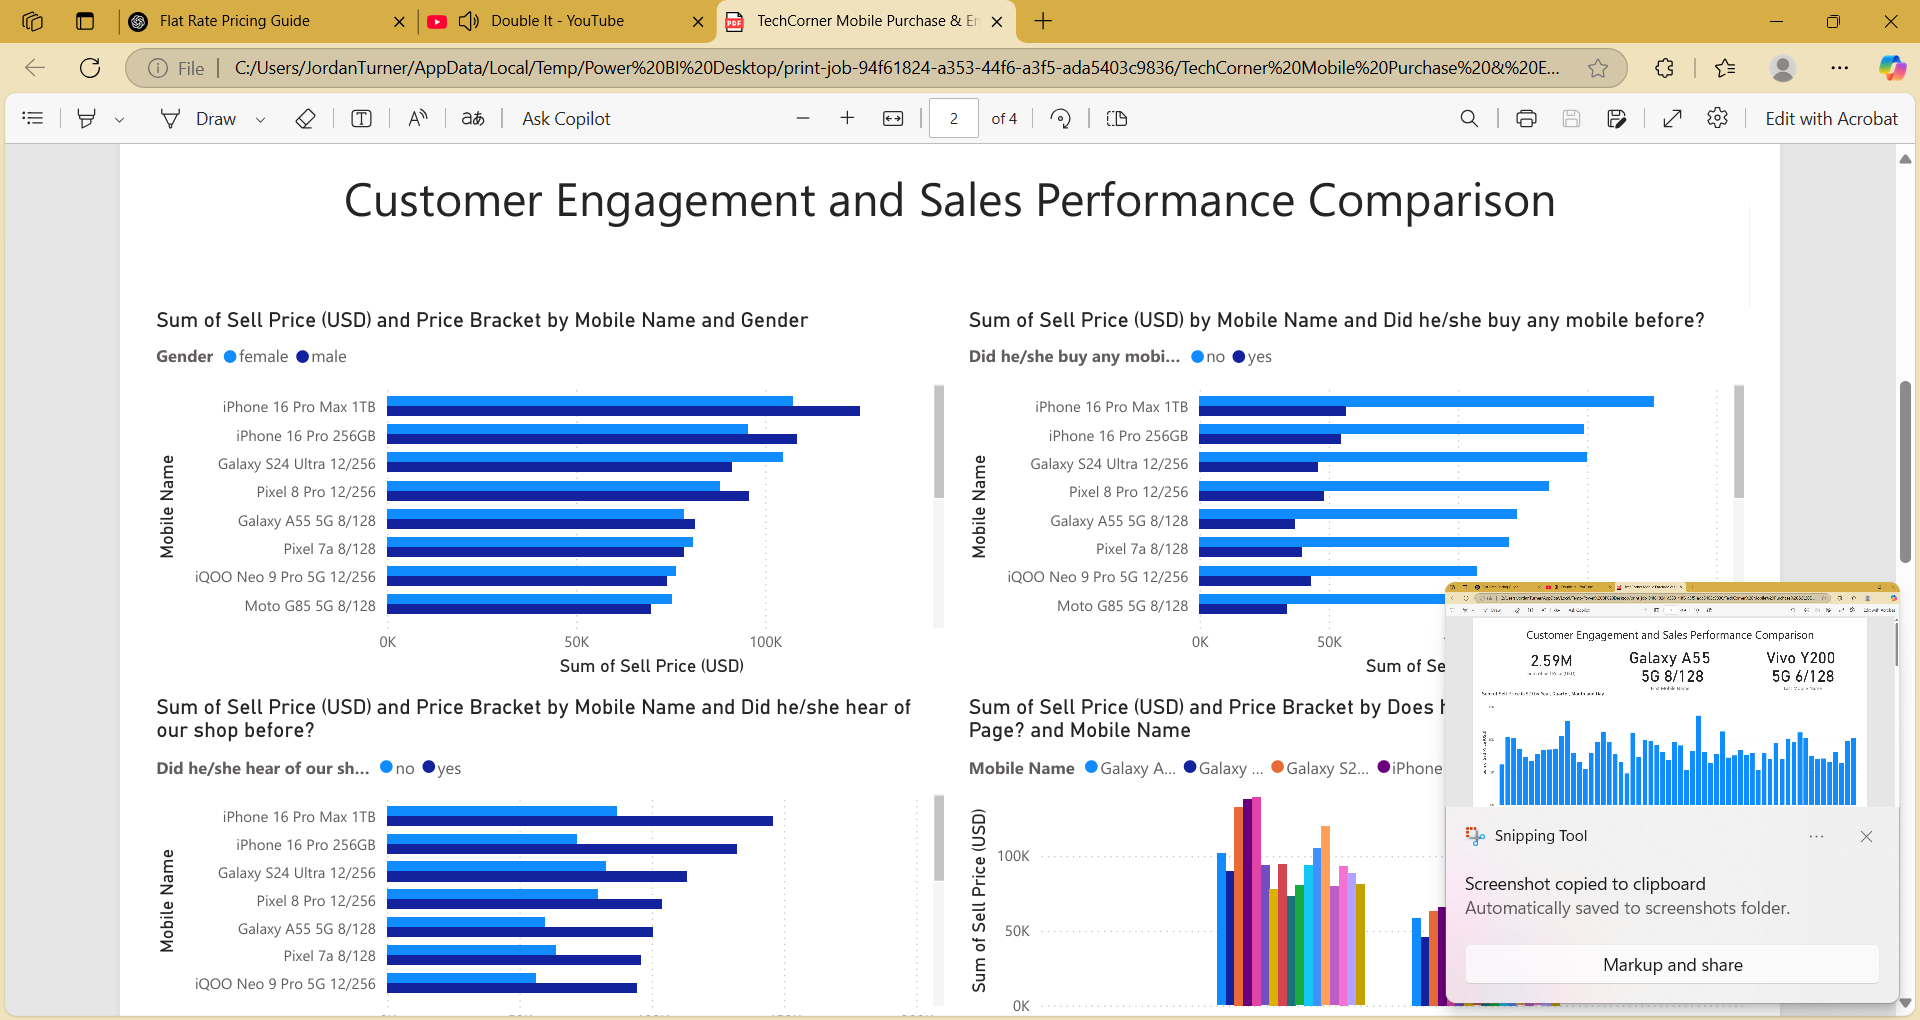 Flat Rate Pricing Guide
Double It - YouTube
TechCorner Mobile Purchase & En
File
C:/Users/JordanTurner/AppData/Local/Temp/Power%20BI%20Desktop/print-job-94f61824-a353-44f6-a3f5-ada5403c9836/TechCorner%20Mobile%20Purchase%20&%20E...
Draw
aあ
Ask Copilot
2 of 4
Edit with Acrobat
Customer Engagement and Sales Performance Comparison
Sum of Sell Price (USD) and Price Bracket by Mobile Name and Gender
Gender female male
Mobile Name
iPhone 16 Pro Max 1TB
iPhone 16 Pro 256GB
Galaxy S24 Ultra 12/256
Pixel 8 Pro 12/256
Galaxy A55 5G 8/128
Pixel 7a 8/128
iQOO Neo 9 Pro 5G 12/256
Moto G85 5G 8/128
0K 50K 100K
Sum of Sell Price (USD)
Sum of Sell Price (USD) by Mobile Name and Did he/she buy any mobile before?
Did he/she buy any mobi... no yes
Mobile Name
iPhone 16 Pro Max 1TB
iPhone 16 Pro 256GB
Galaxy S24 Ultra 12/256
Pixel 8 Pro 12/256
Galaxy A55 5G 8/128
Pixel 7a 8/128
iQOO Neo 9 Pro 5G 12/256
Moto G85 5G 8/128
0K 50K
Sum of Se
Sum of Sell Price (USD) and Price Bracket by Mobile Name and Did he/she hear of
our shop before?
Did he/she hear of our sh... no yes
Mobile Name
iPhone 16 Pro Max 1TB
iPhone 16 Pro 256GB
Galaxy S24 Ultra 12/256
Pixel 8 Pro 12/256
Galaxy A55 5G 8/128
Pixel 7a 8/128
iQOO Neo 9 Pro 5G 12/256
Sum of Sell Price (USD) and Price Bracket by Does h
Page? and Mobile Name
Mobile Name Galaxy A... Galaxy ... Galaxy S2... iPhone
Sum of Sell Price (USD)
100K
50K
0K
Customer Engagement and Sales Performance Comparison
2.59M
Galaxy A55
5G 8/128
First Mobile Name
Vivo Y200
5G 6/128
Last Mobile Name
Snipping Tool
Screenshot copied to clipboard
Automatically saved to screenshots folder.
Markup and share